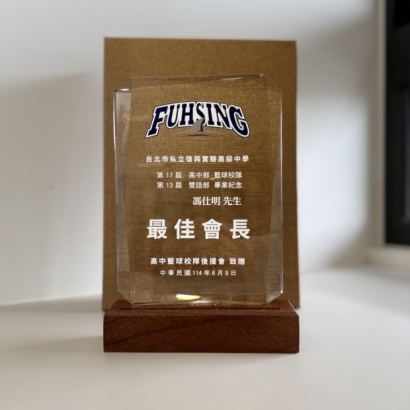 FUHSING
台北市私立復興實驗高級中學
第17屆 高中部 籃球校隊
第13屆 雙語部 畢業紀念
馮仕明 先生
最佳會長
高中籃球校隊後援會 致贈
中華民國114年6月8日